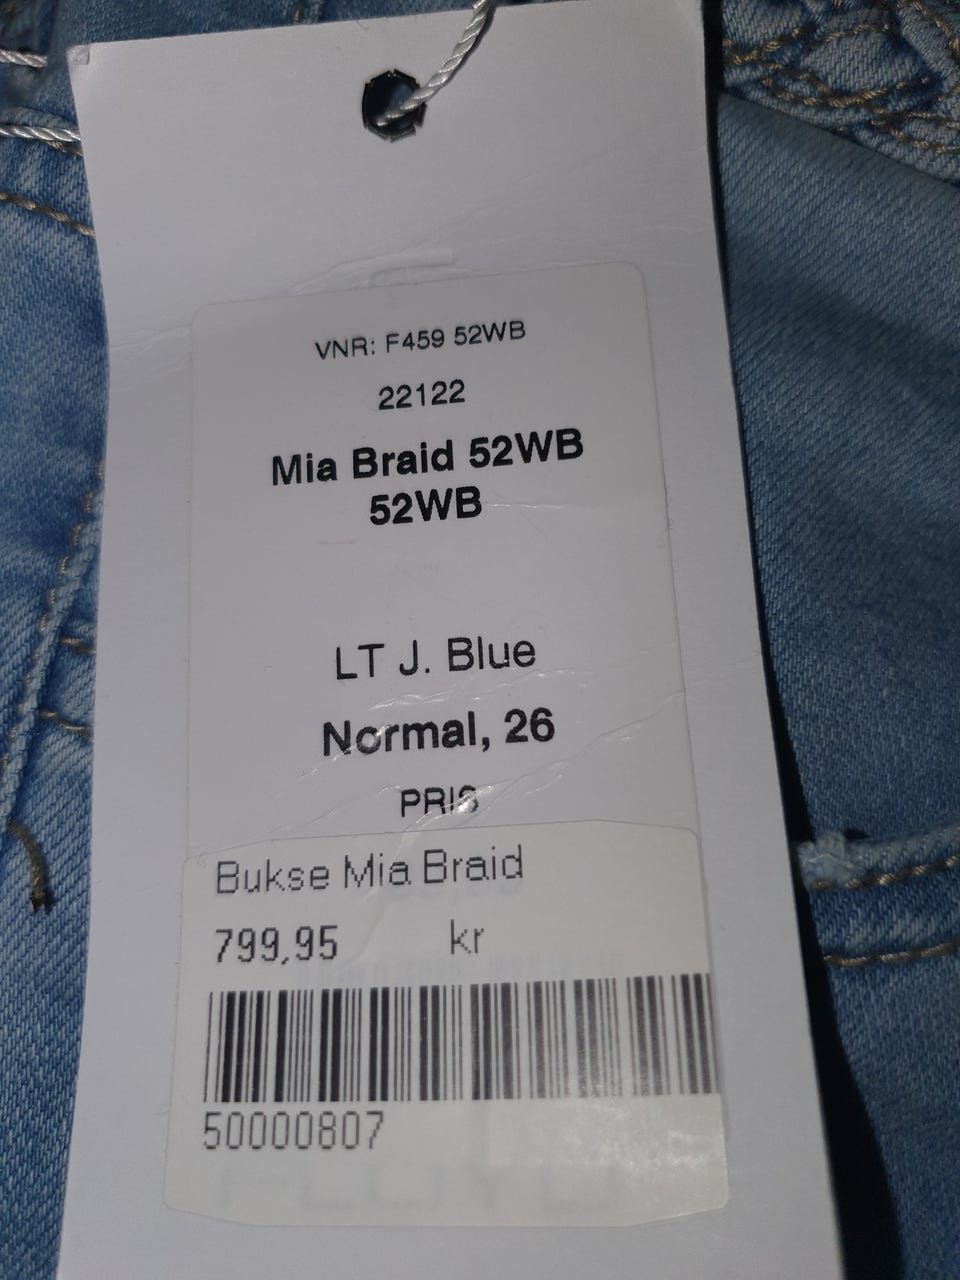 VNR: F459 52WB
22122
Mia Braid 52WB
52WB
LT J. Blue
Normal, 26
PRIS
Bukse Mia Braid
799,95 kr
50000807